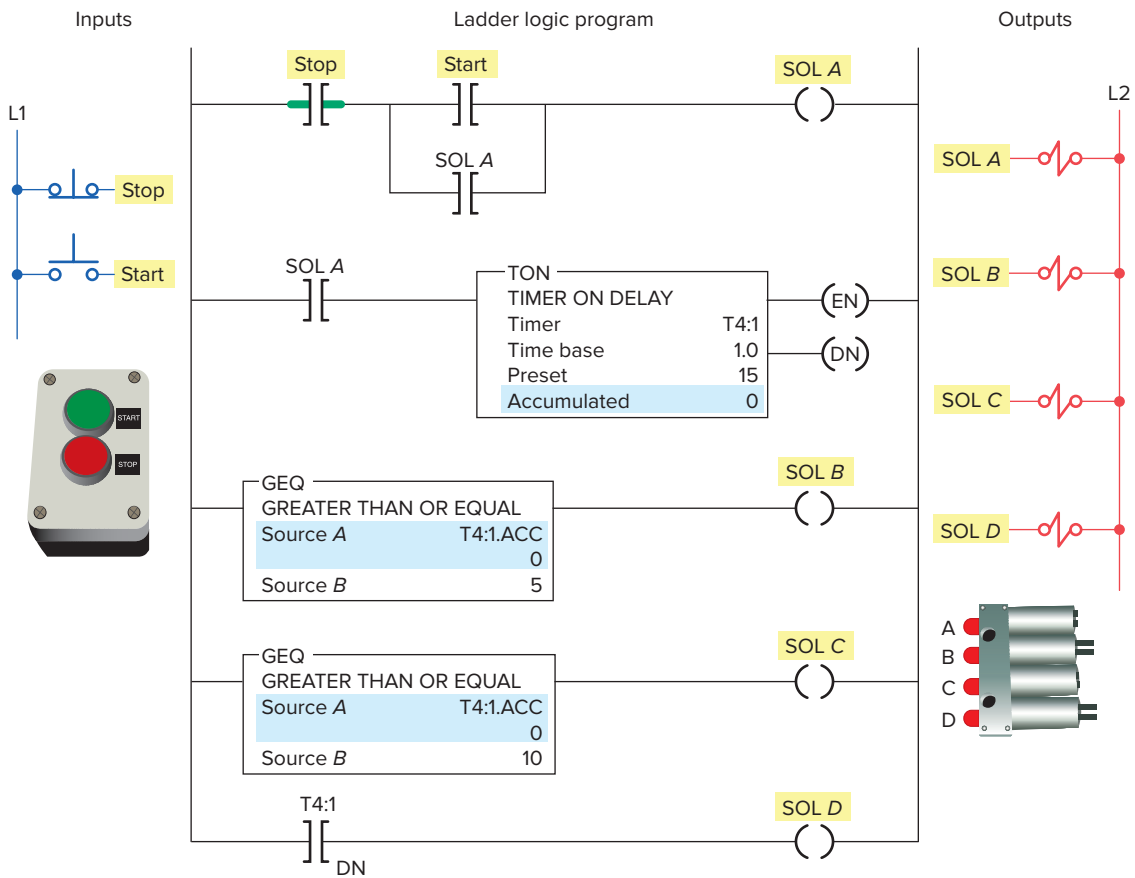 Inputs
Ladder logic program
Outputs
L1
Stop
Start
START
STOP
Stop
Start
SOL A
SOL A
SOL A
TON
TIMER ON DELAY
Timer T4:1
Time base 1.0
Preset 15
Accumulated 0
EN
DN
GEQ
GREATER THAN OR EQUAL
Source A T4:1.ACC
0
Source B 5
SOL B
GEQ
GREATER THAN OR EQUAL
Source A T4:1.ACC
0
Source B 10
SOL C
T4:1
DN
SOL D
L2
SOL A
SOL B
SOL C
SOL D
A
B
C
D